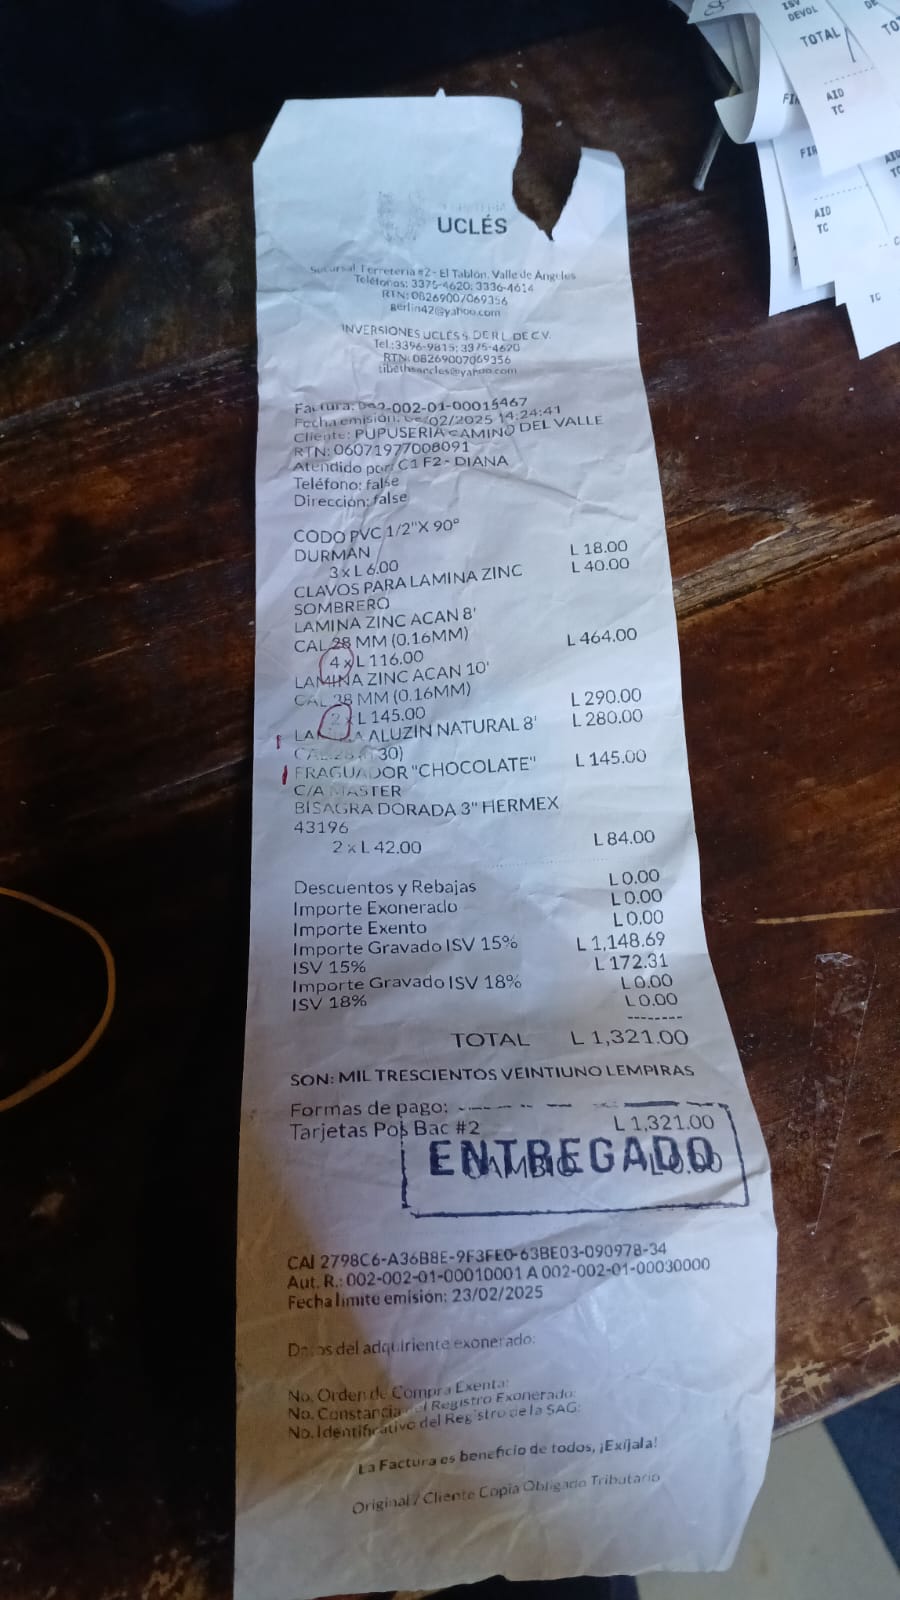 UCLÉS
Sucursal Ferreteria #2 - El Tablón, Valle de Angeles
Teléfonos: 3375-4620; 3336-4614
RTN: 08269007069356
gerlin42@yahoo.com
INVERSIONES UCLÉS S. DE R.L. DE C.V.
Tel.: 3396-9815; 3375-4620
RTN: 08269007069356
@yahoo.com
Factura: 002-01-00015467
Fecha emisión: /02/2025 14:24:41
Cliente: PUPUSERIA CAMINO DEL VALLE
RTN: 06071977008091
Atendido por: C1 F2 - DIANA
Teléfono: false
Dirección: false
CODO PVC 1/2"X 90°
DURMAN L 18.00
3 x L 6.00
CLAVOS PARA LAMINA ZINC L 40.00
SOMBRERO
LAMINA ZINC ACAN 8'
CAL 28 MM (0.16MM) L 464.00
4 x L 116.00
LAMINA ZINC ACAN 10'
CAL 28 MM (0.16MM) L 290.00
2 x L 145.00
LAMINA ALUZIN NATURAL 8' L 280.00
30)
FRAGUADOR "CHOCOLATE" L 145.00
C/A MASTER
BISAGRA DORADA 3" HERMEX
43196
2 x L 42.00 L 84.00
Descuentos y Rebajas L 0.00
Importe Exonerado L 0.00
Importe Exento L 0.00
Importe Gravado ISV 15% L 1,148.69
ISV 15% L 172.31
Importe Gravado ISV 18% L 0.00
ISV 18% L 0.00
--------
TOTAL L 1,321.00
SON: MIL TRESCIENTOS VEINTIUNO LEMPIRAS
Formas de pago:
Tarjetas Pos Bac #2 L 1,321.00
CAMBIO L 0.00
ENTREGADO
CAI 2798C6-A36B8E-9F3FE0-63BE03-090978-34
Aut. R.: 002-002-01-00010001 A 002-002-01-00030000
Fecha limite emisión: 23/02/2025
Datos del adquiriente exonerado:
No. Orden de Compra Exenta:
No. Constancia del Registro Exonerado:
No. Identificativo del Registro de la SAG:
La Factura es beneficio de todos, ¡Exíjala!
Original / Cliente Copia Obligado Tributario
ISV
DEVOL
TOTAL
AID
TC
FIR
AID
TC
TC